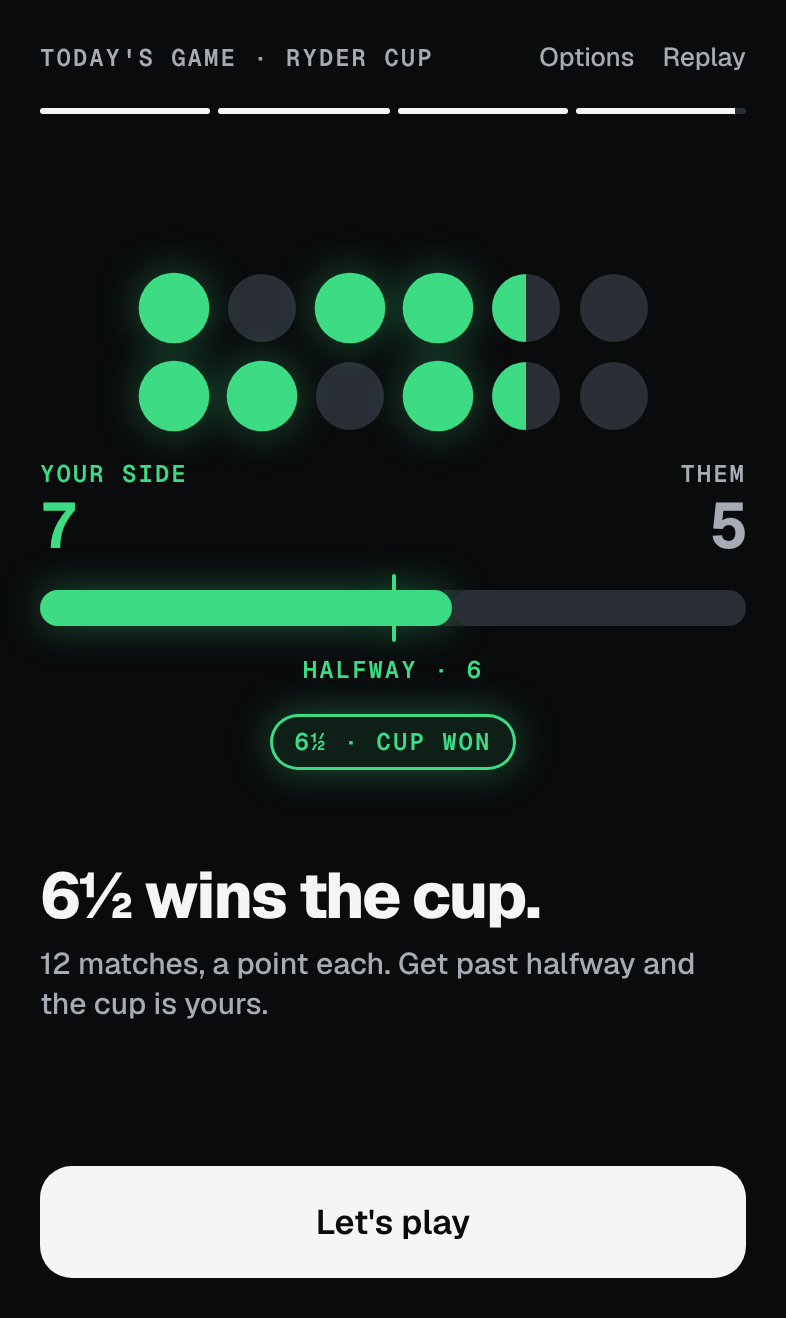 TODAY'S GAME · RYDER CUP Options Replay
YOUR SIDE THEM
7 5
HALFWAY · 6
6½ · CUP WON
6½ wins the cup.
12 matches, a point each. Get past halfway and
the cup is yours.
Let's play